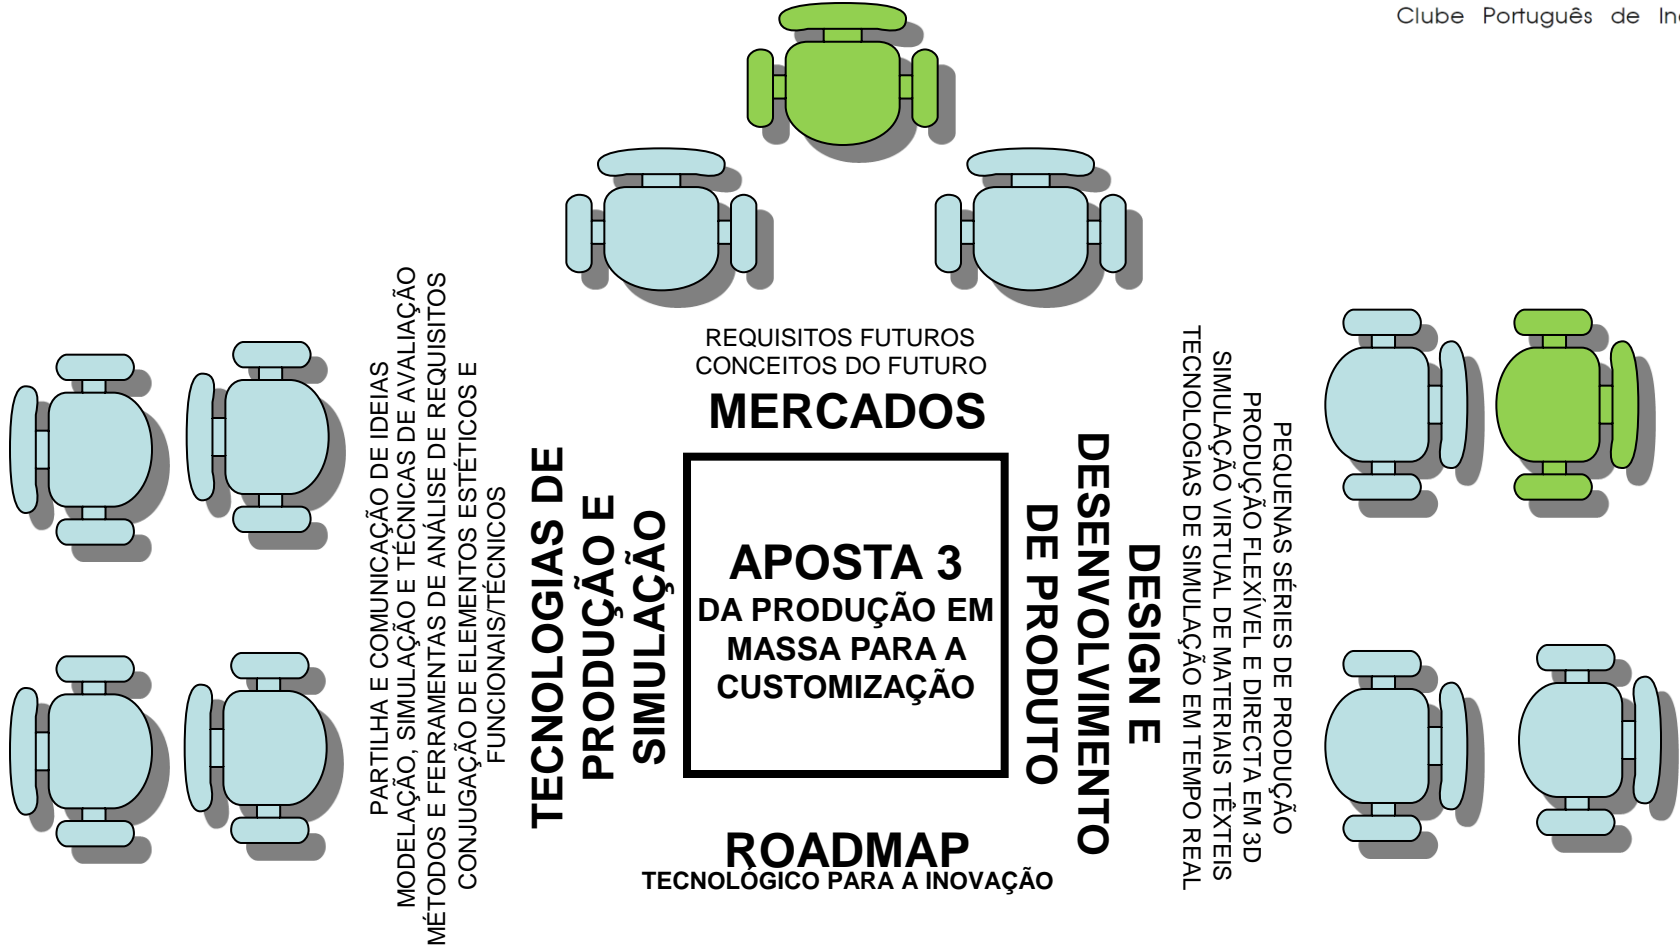 Clube Português de
REQUISITOS FUTUROS
CONCEITOS DO FUTURO
MERCADOS
PARTILHA E COMUNICAÇÃO DE IDEIAS
MODELAÇÃO, SIMULAÇÃO E TÉCNICAS DE AVALIAÇÃO
MÉTODOS E FERRAMENTAS DE ANÁLISE DE REQUISITOS
CONJUGAÇÃO DE ELEMENTOS ESTÉTICOS E
FUNCIONAIS/TÉCNICOS
TECNOLOGIAS DE
PRODUÇÃO E
SIMULAÇÃO
APOSTA 3
DA PRODUÇÃO EM
MASSA PARA A
CUSTOMIZAÇÃO
DESIGN E
DESENVOLVIMENTO
DE PRODUTO
PEQUENAS SÉRIES DE PRODUÇÃO
PRODUÇÃO FLEXÍVEL E DIRECTA EM 3D
SIMULAÇÃO VIRTUAL DE MATERIAIS TÊXTEIS
TECNOLOGIAS DE SIMULAÇÃO EM TEMPO REAL
ROADMAP
TECNOLÓGICO PARA A INOVAÇÃO